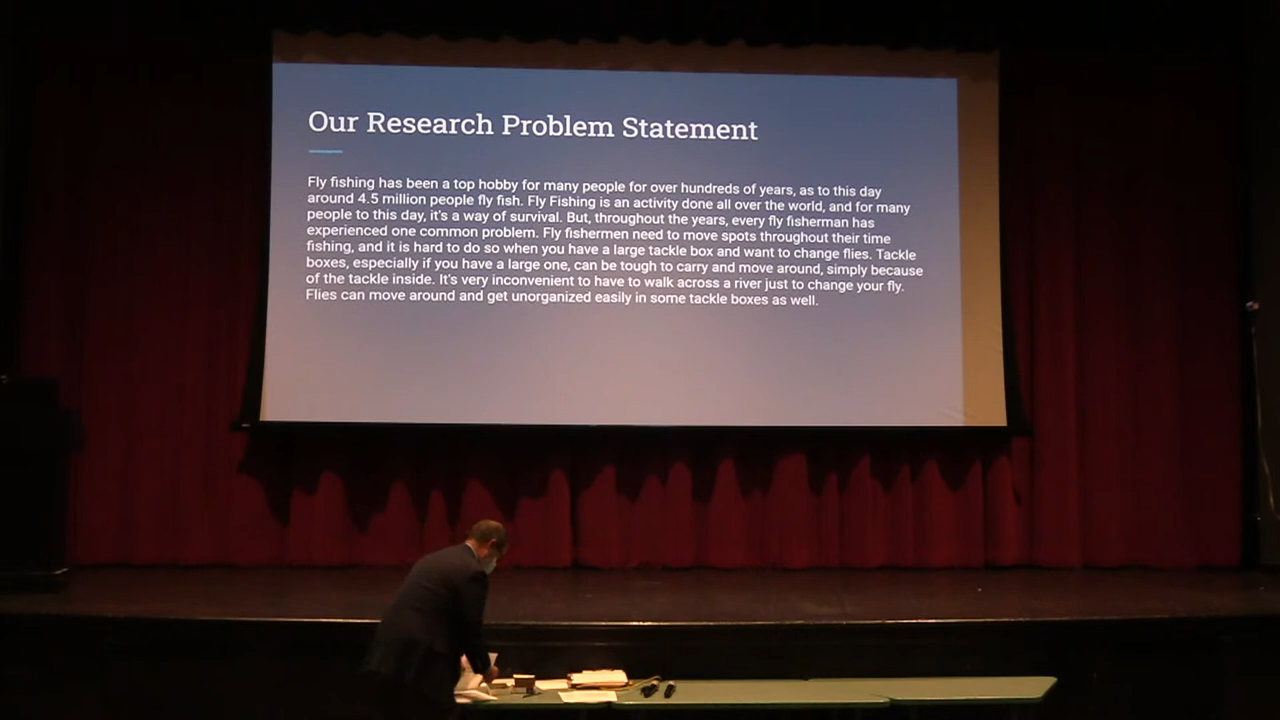 Our Research Problem Statement
Fly fishing has been a top hobby for many people for over hundreds of years, as to this day
around 4.5 million people fly fish. Fly Fishing is an activity done all over the world, and for many
people to this day, it's a way of survival. But, throughout the years, every fly fisherman has
experienced one common problem. Fly fishermen need to move spots throughout their time
fishing, and it is hard to do so when you have a large tackle box and want to change flies. Tackle
boxes, especially if you have a large one, can be tough to carry and move around, simply because
of the tackle inside. It's very inconvenient to have to walk across a river just to change your fly.
Flies can move around and get unorganized easily in some tackle boxes as well.